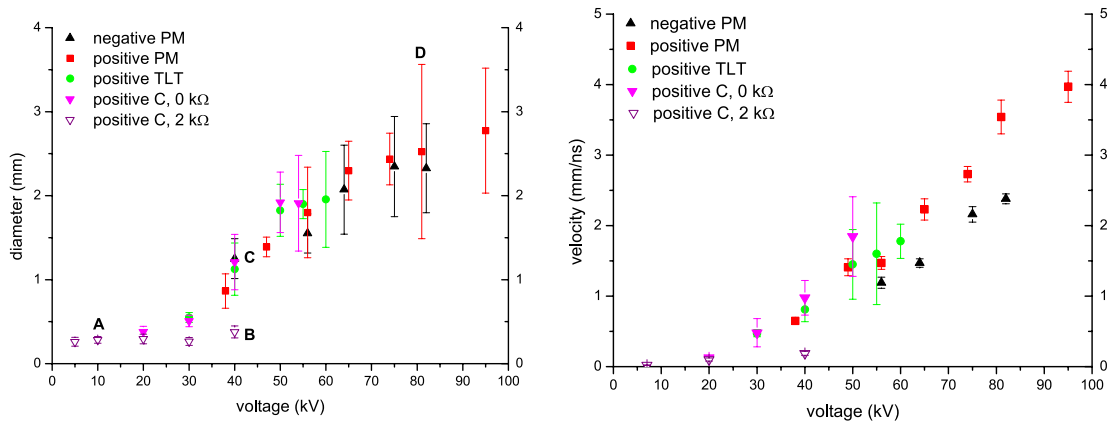 negative PM
positive PM
positive TLT
positive C, 0 kΩ
positive C, 2 kΩ
A
B
C
D
diameter (mm)
0
1
2
3
4
0
1
2
3
4
0 10 20 30 40 50 60 70 80 90 100
voltage (kV)
negative PM
positive PM
positive TLT
positive C, 0 kΩ
positive C, 2 kΩ
velocity (mm/ns)
0
1
2
3
4
5
0
1
2
3
4
5
0 10 20 30 40 50 60 70 80 90 100
voltage (kV)